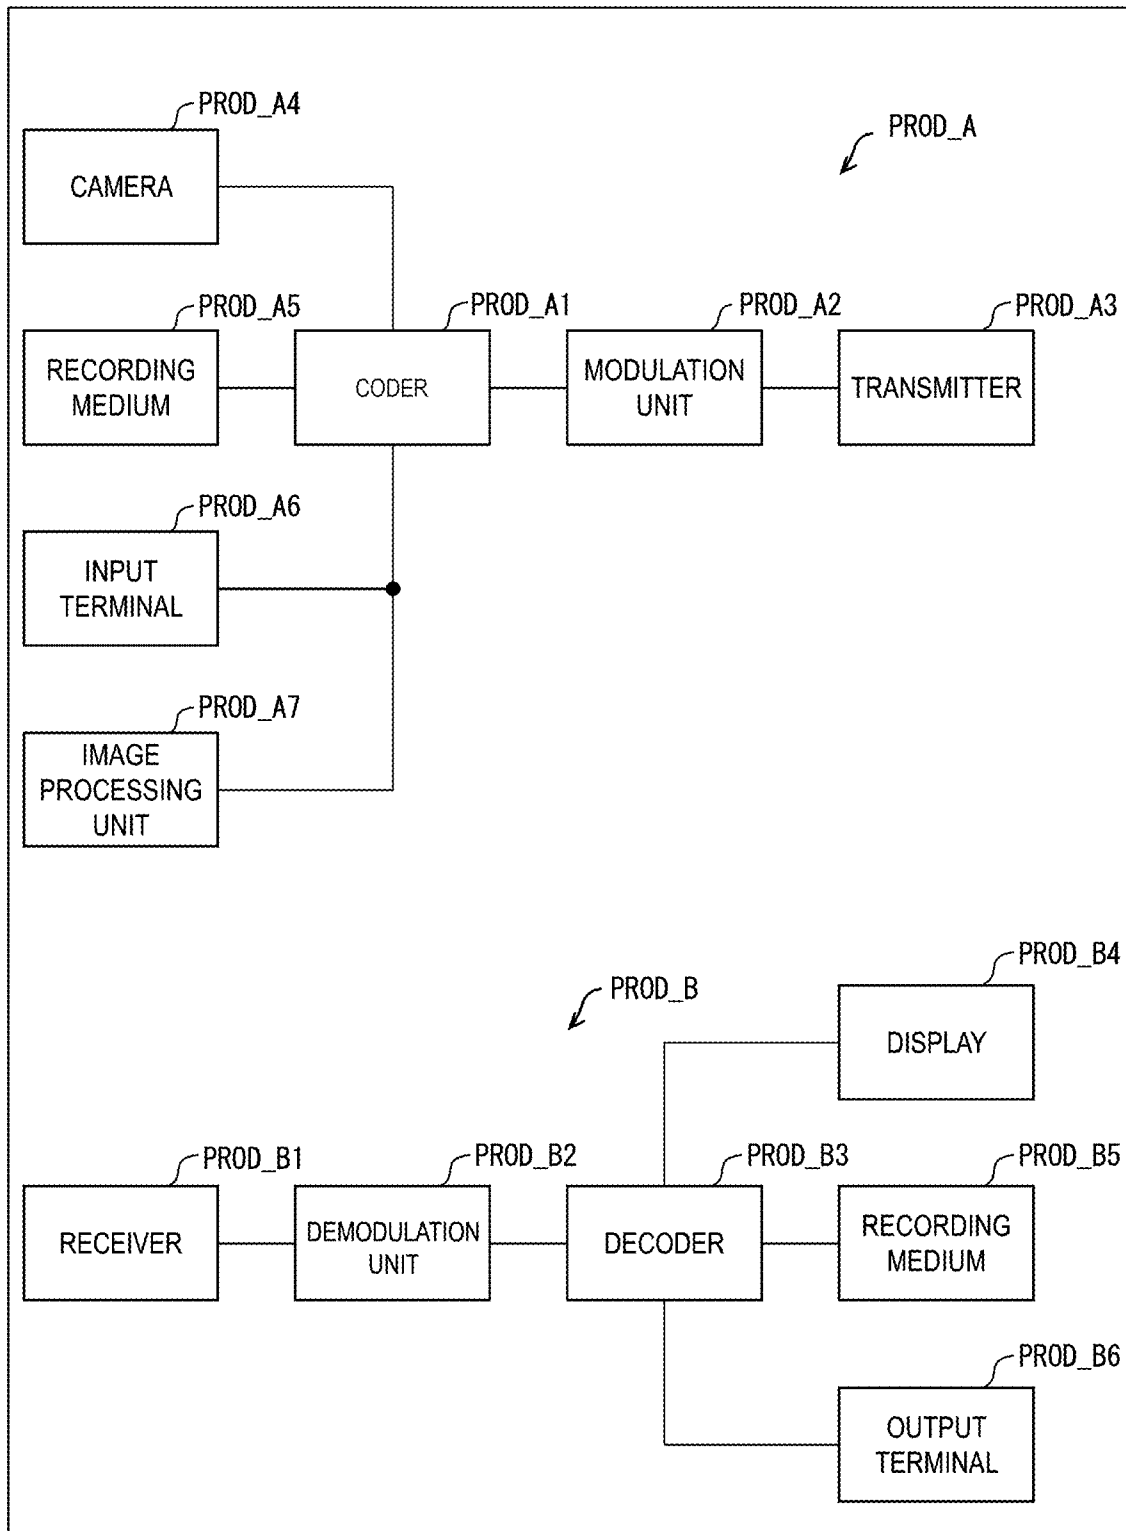 PROD_A4
CAMERA
PROD_A
PROD_A5
RECORDING
MEDIUM
PROD_A1
CODER
PROD_A2
MODULATION
UNIT
PROD_A3
TRANSMITTER
PROD_A6
INPUT
TERMINAL
PROD_A7
IMAGE
PROCESSING
UNIT
PROD_B
PROD_B4
DISPLAY
PROD_B1
RECEIVER
PROD_B2
DEMODULATION
UNIT
PROD_B3
DECODER
PROD_B5
RECORDING
MEDIUM
PROD_B6
OUTPUT
TERMINAL